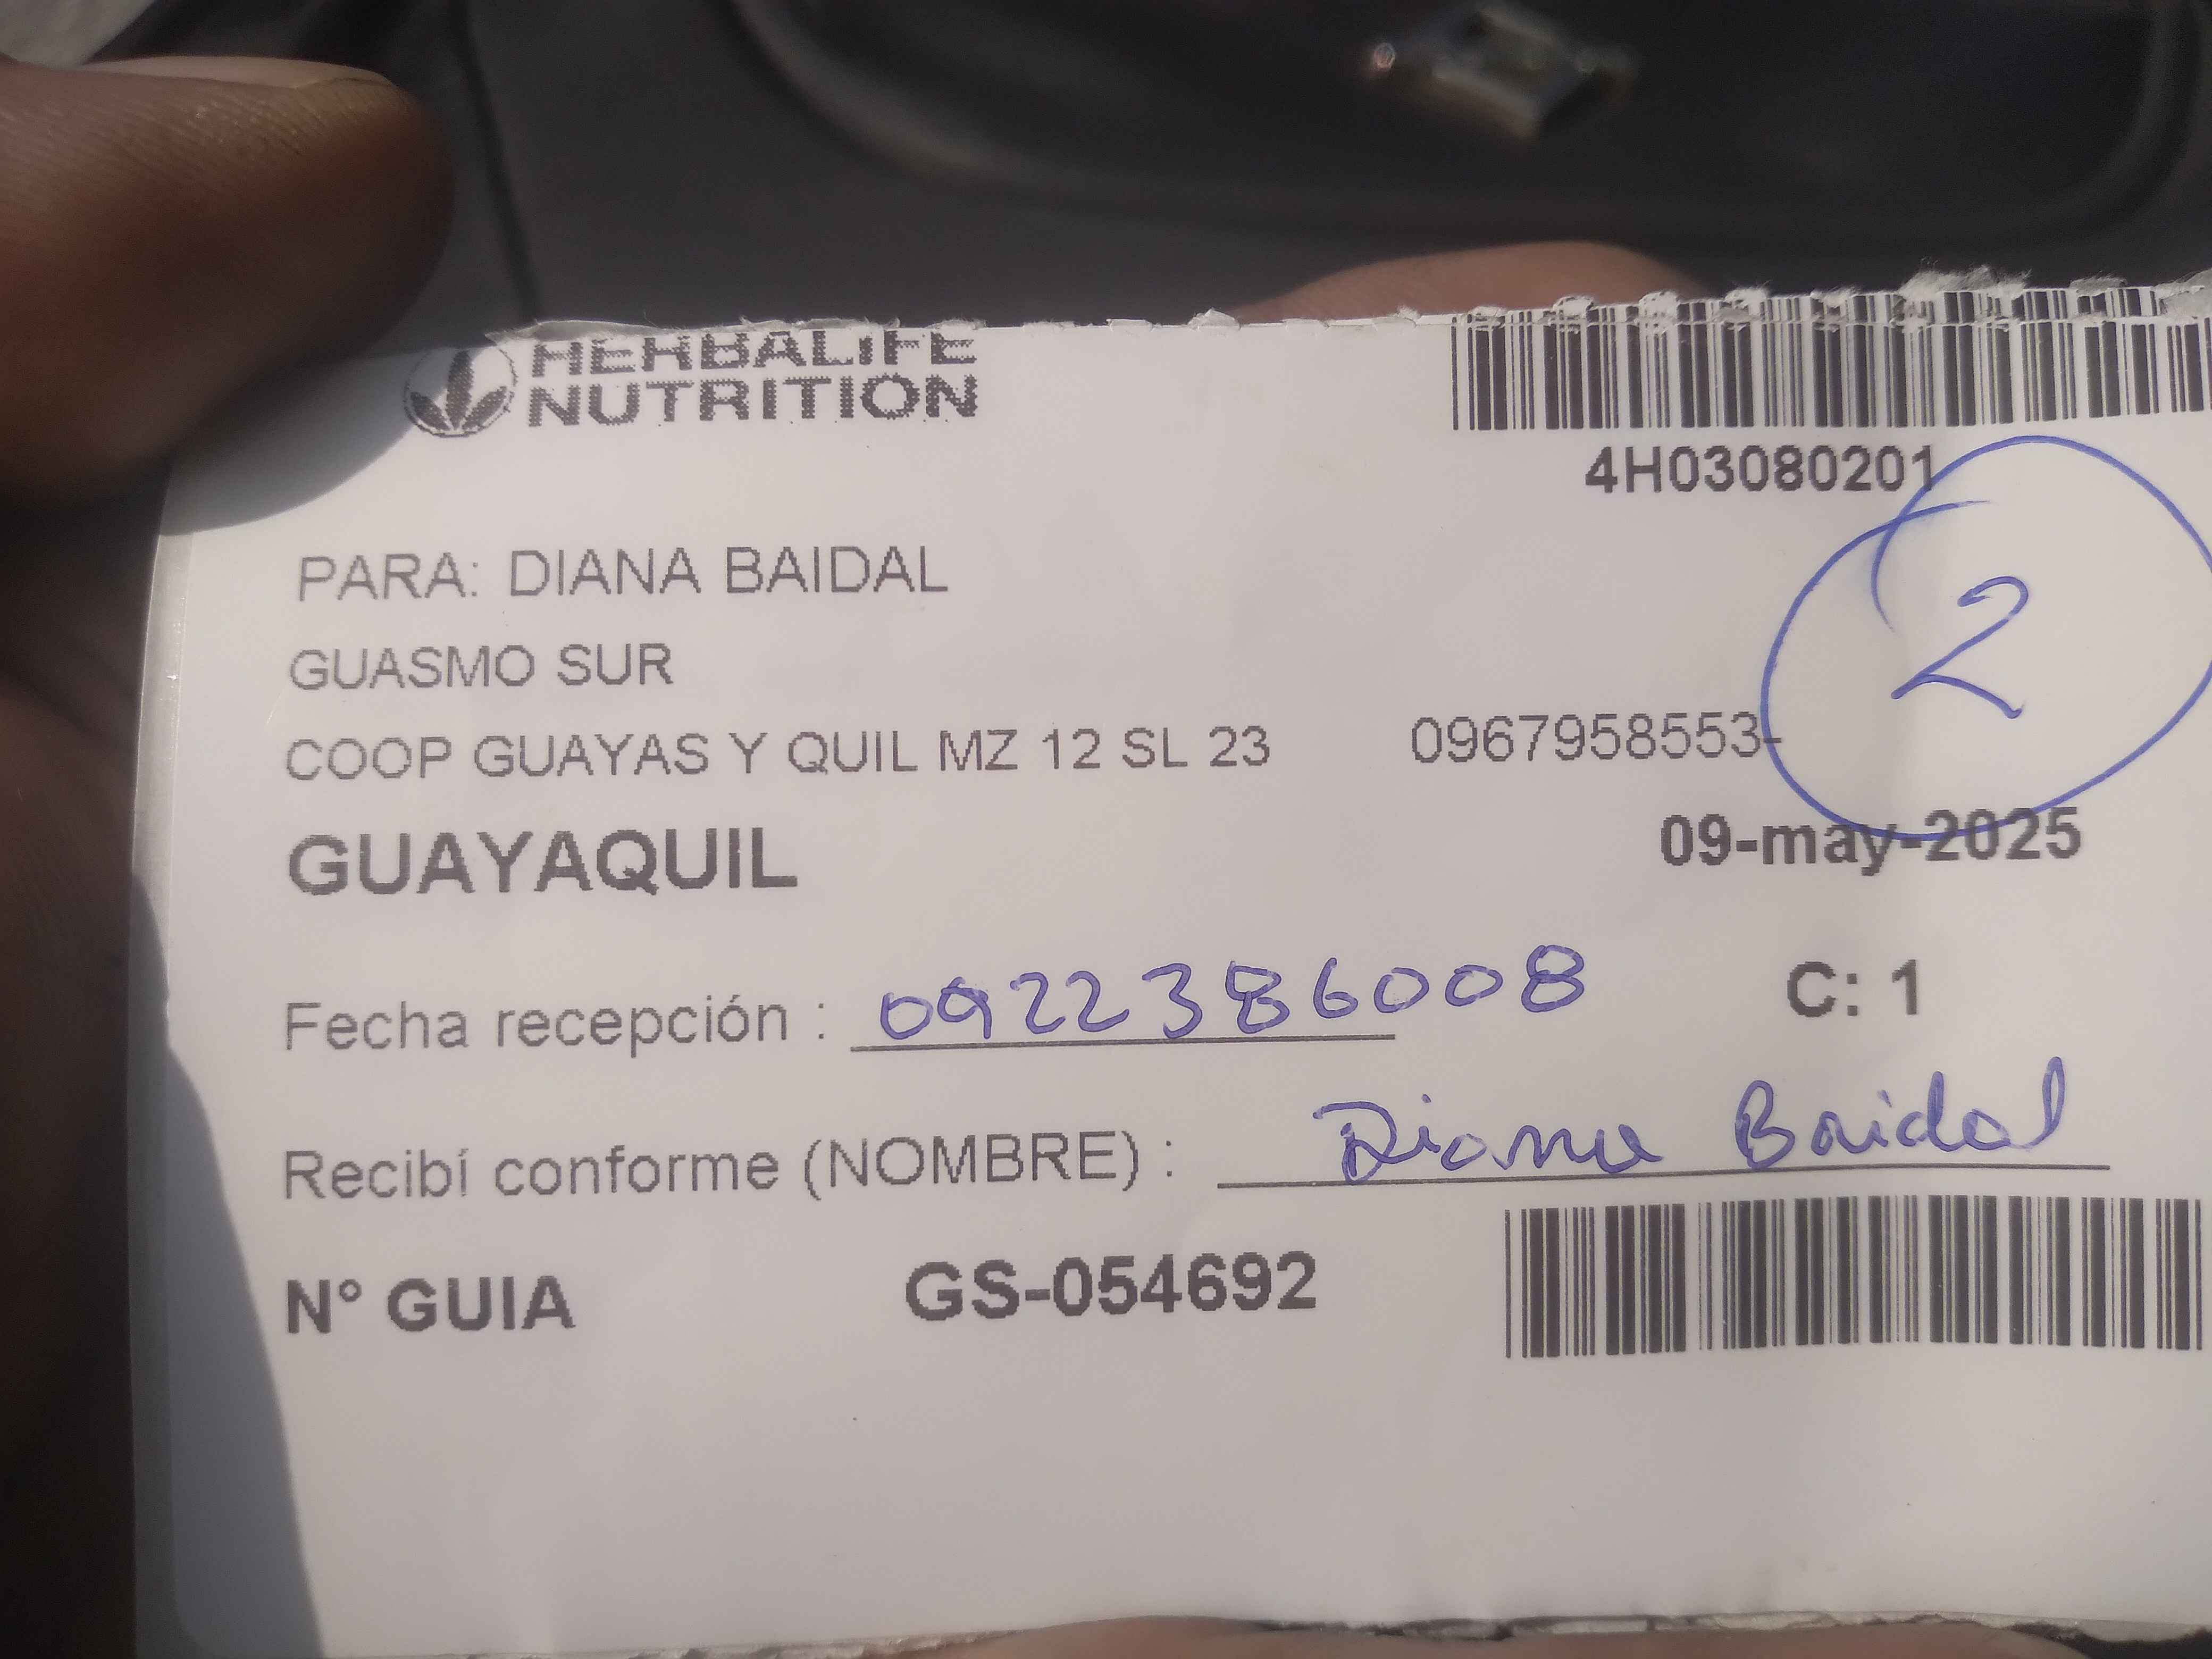 HERBALIFE
NUTRITION
4H03080201
2
PARA: DIANA BAIDAL
GUASMO SUR
COOP GUAYAS Y QUIL MZ 12 SL 23 0967958553-
GUAYAQUIL 09-may-2025
Fecha recepción : 0922386008 C: 1
Recibí conforme (NOMBRE) : Diana Baidal
N° GUIA GS-054692